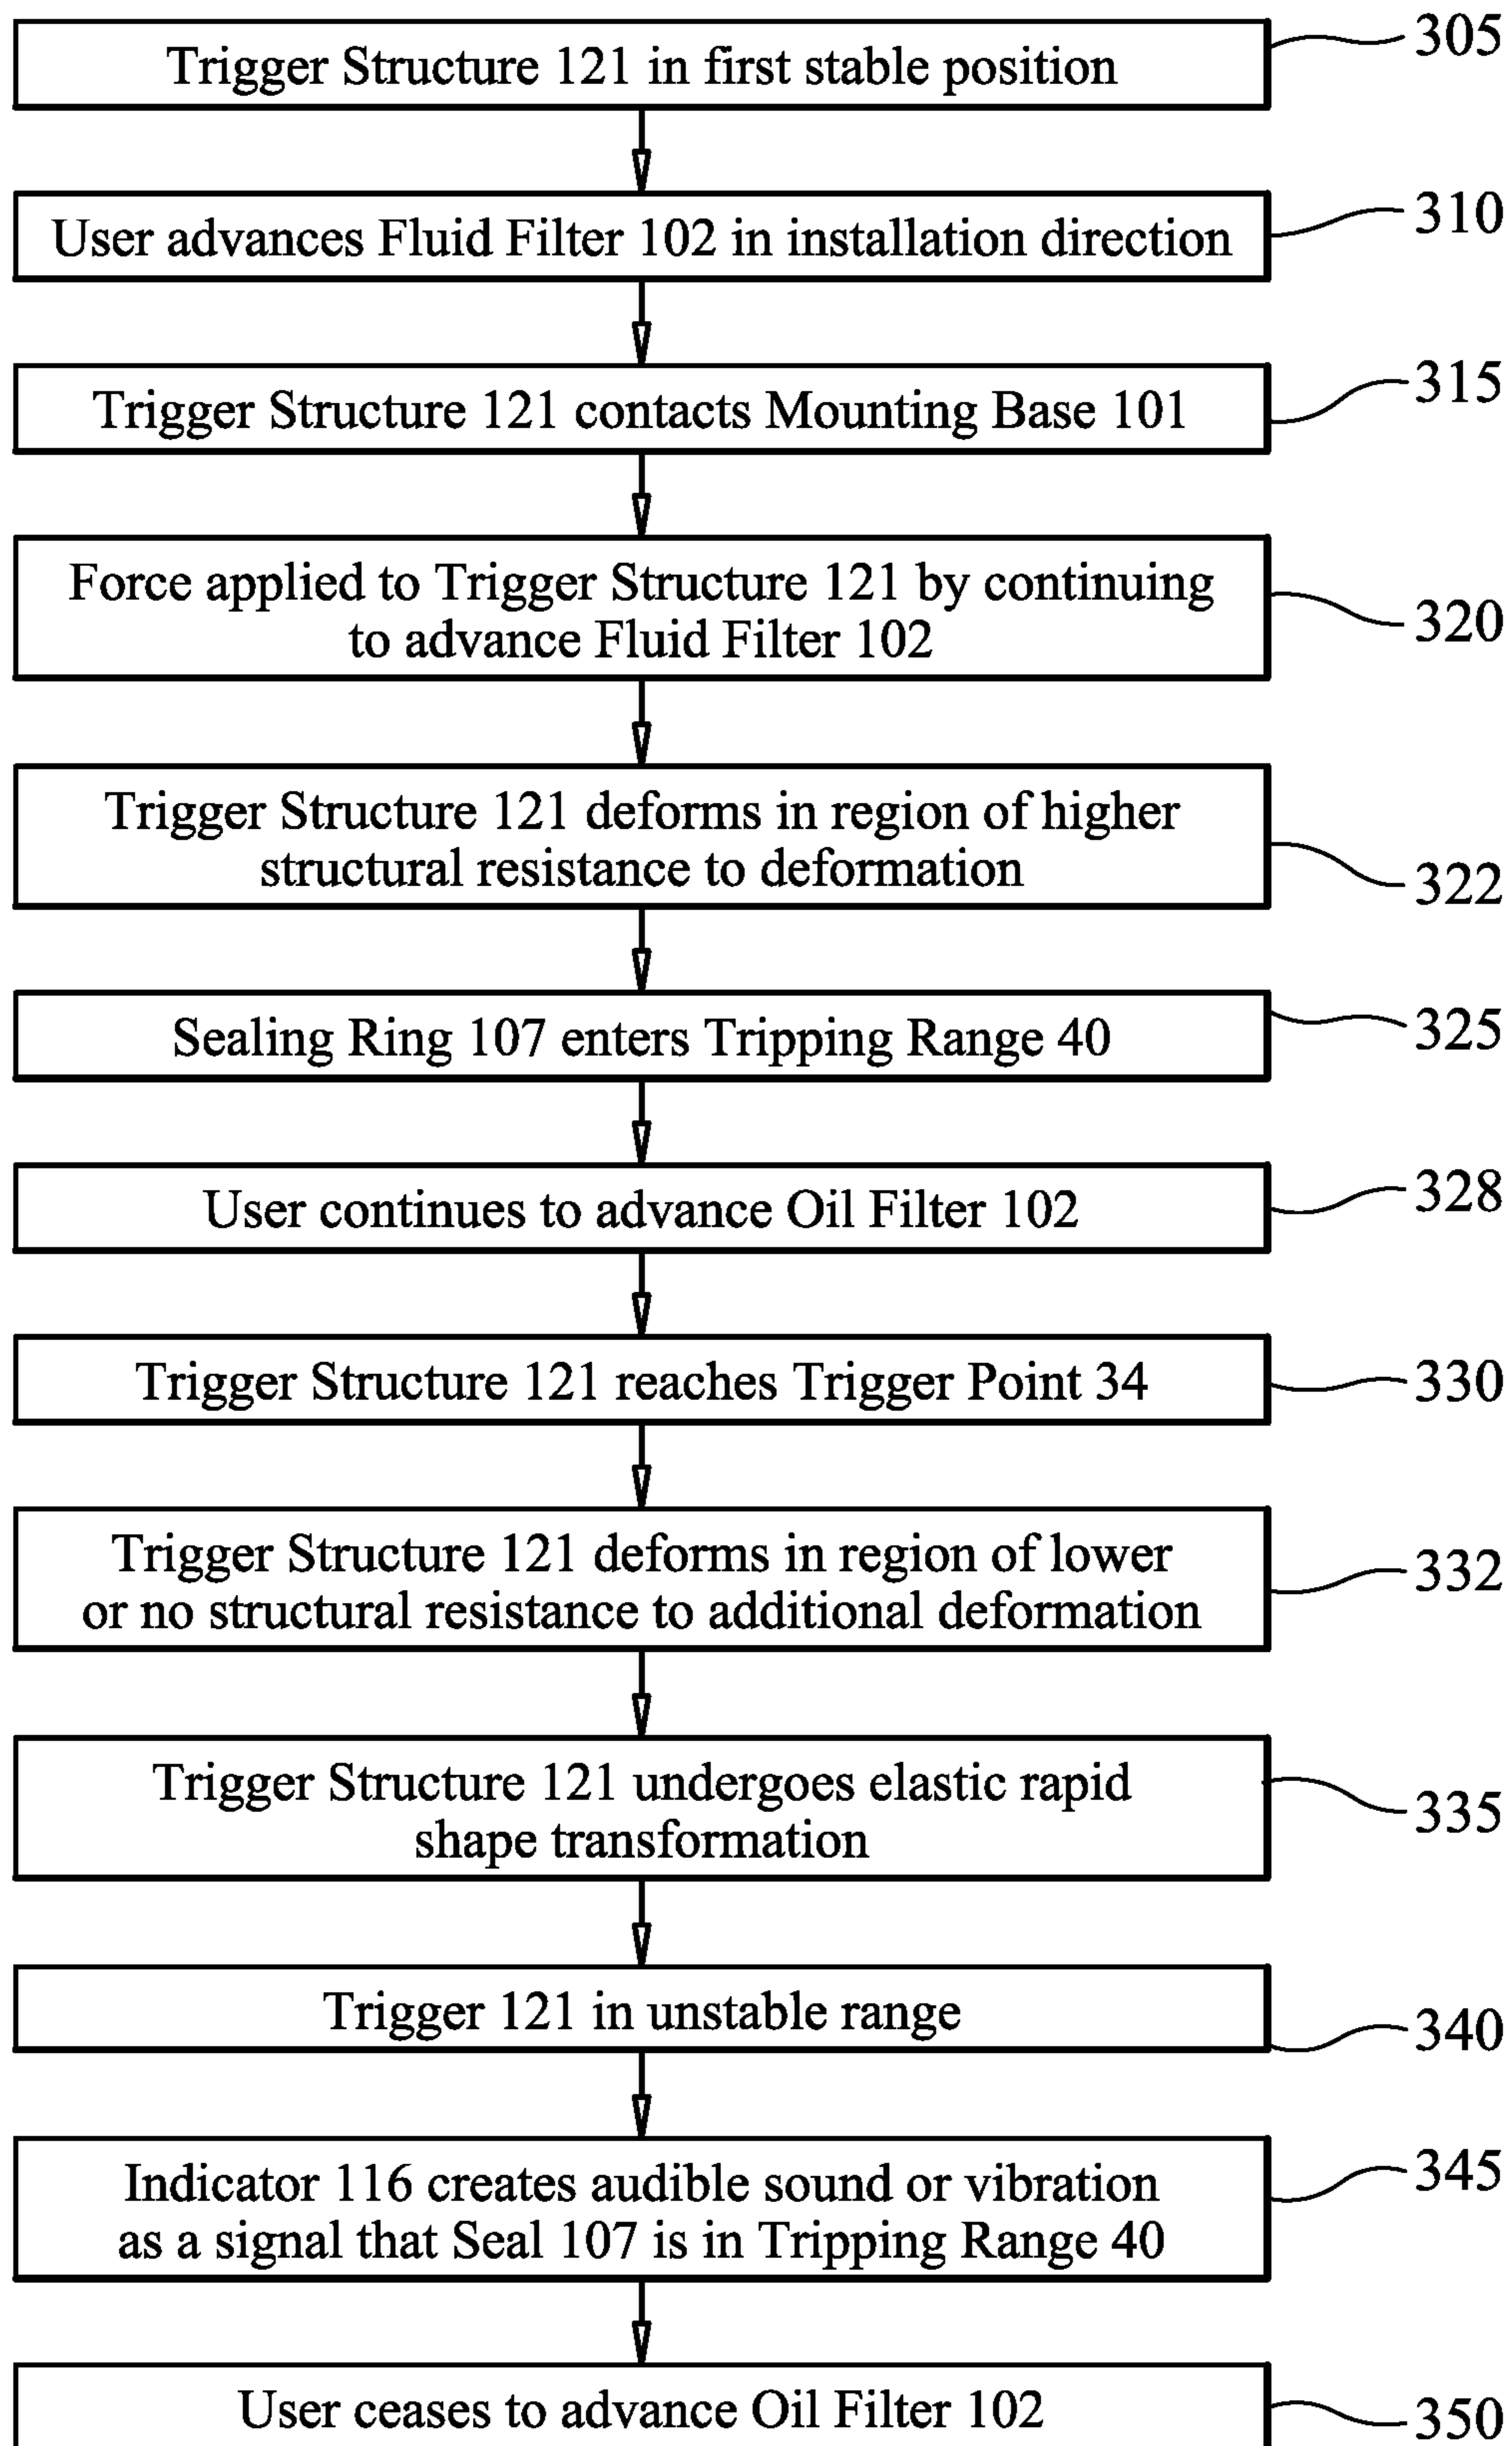 Trigger Structure 121 in first stable position
305
User advances Fluid Filter 102 in installation direction
310
Trigger Structure 121 contacts Mounting Base 101
315
Force applied to Trigger Structure 121 by continuing
to advance Fluid Filter 102
320
Trigger Structure 121 deforms in region of higher
structural resistance to deformation
322
Sealing Ring 107 enters Tripping Range 40
325
User continues to advance Oil Filter 102
328
Trigger Structure 121 reaches Trigger Point 34
330
Trigger Structure 121 deforms in region of lower
or no structural resistance to additional deformation
332
Trigger Structure 121 undergoes elastic rapid
shape transformation
335
Trigger 121 in unstable range
340
Indicator 116 creates audible sound or vibration
as a signal that Seal 107 is in Tripping Range 40
345
User ceases to advance Oil Filter 102
350